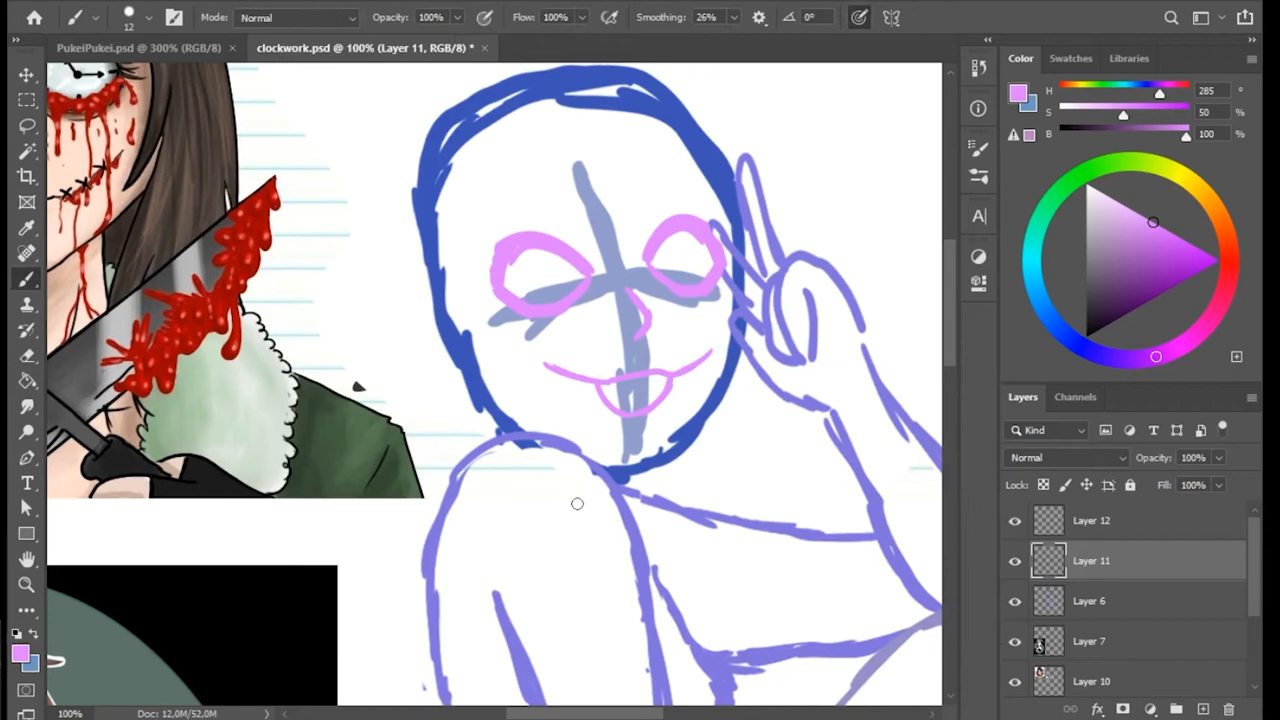 12
Mode: Normal
Opacity: 100%
Flow: 100%
Smoothing: 26%
0°
PukeiPukei.psd @ 300% (RGB/8) ×
clockwork.psd @ 100% (Layer 11, RGB/8) * ×
Color
Swatches
Libraries
H
285
°
S
50
%
B
100
%
Layers
Channels
Kind
Normal
Opacity: 100%
Lock:
Fill: 100%
Layer 12
Layer 11
Layer 6
Layer 7
Layer 10
fx
100%
Doc: 12,0M/52,0M